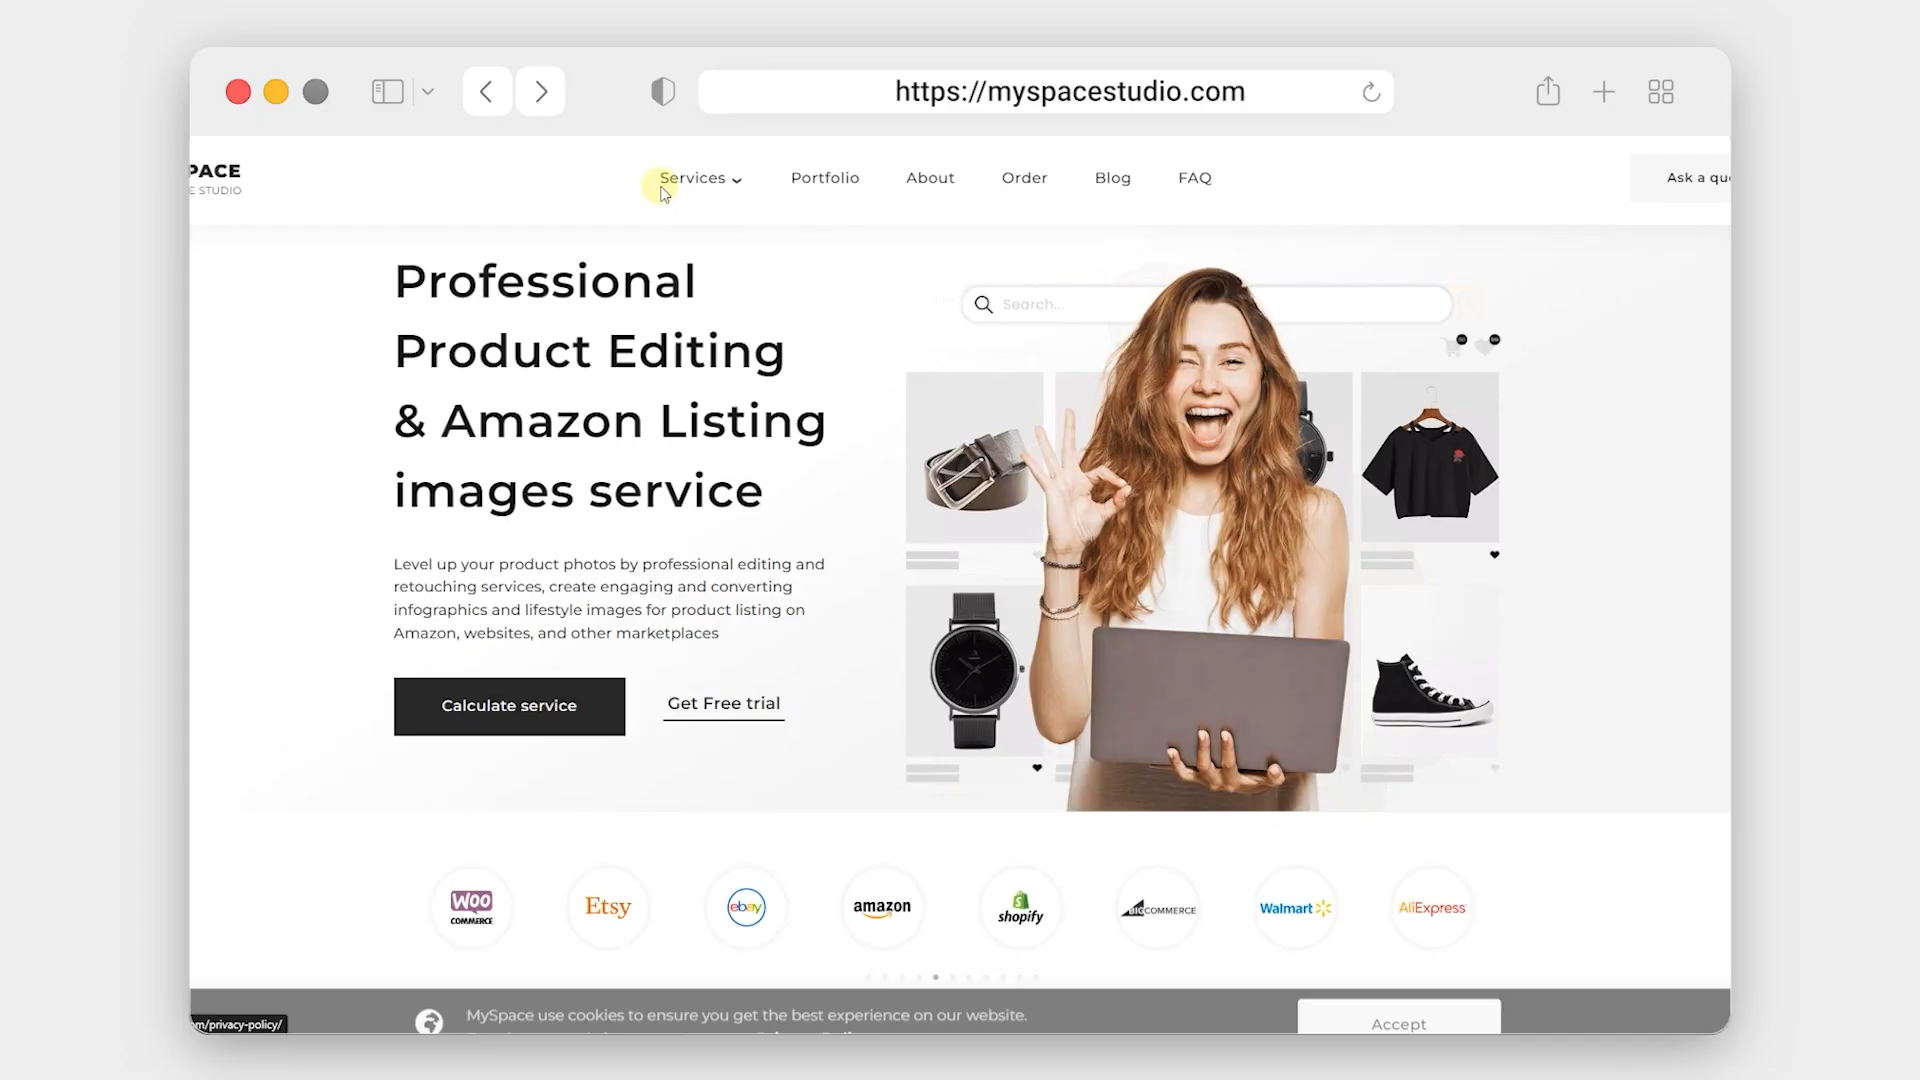 https://myspacestudio.com
PACE
E STUDIO
Services
Portfolio
About
Order
Blog
FAQ
Ask a qu
Professional
Product Editing
& Amazon Listing
images service
Search...
Level up your product photos by professional editing and
retouching services, create engaging and converting
infographics and lifestyle images for product listing on
Amazon, websites, and other marketplaces
Calculate service
Get Free trial
WOO
COMMERCE
Etsy
ebay
amazon
shopify
BIGCOMMERCE
Walmart
AliExpress
MySpace use cookies to ensure you get the best experience on our website.
Accept
m/privacy-policy/